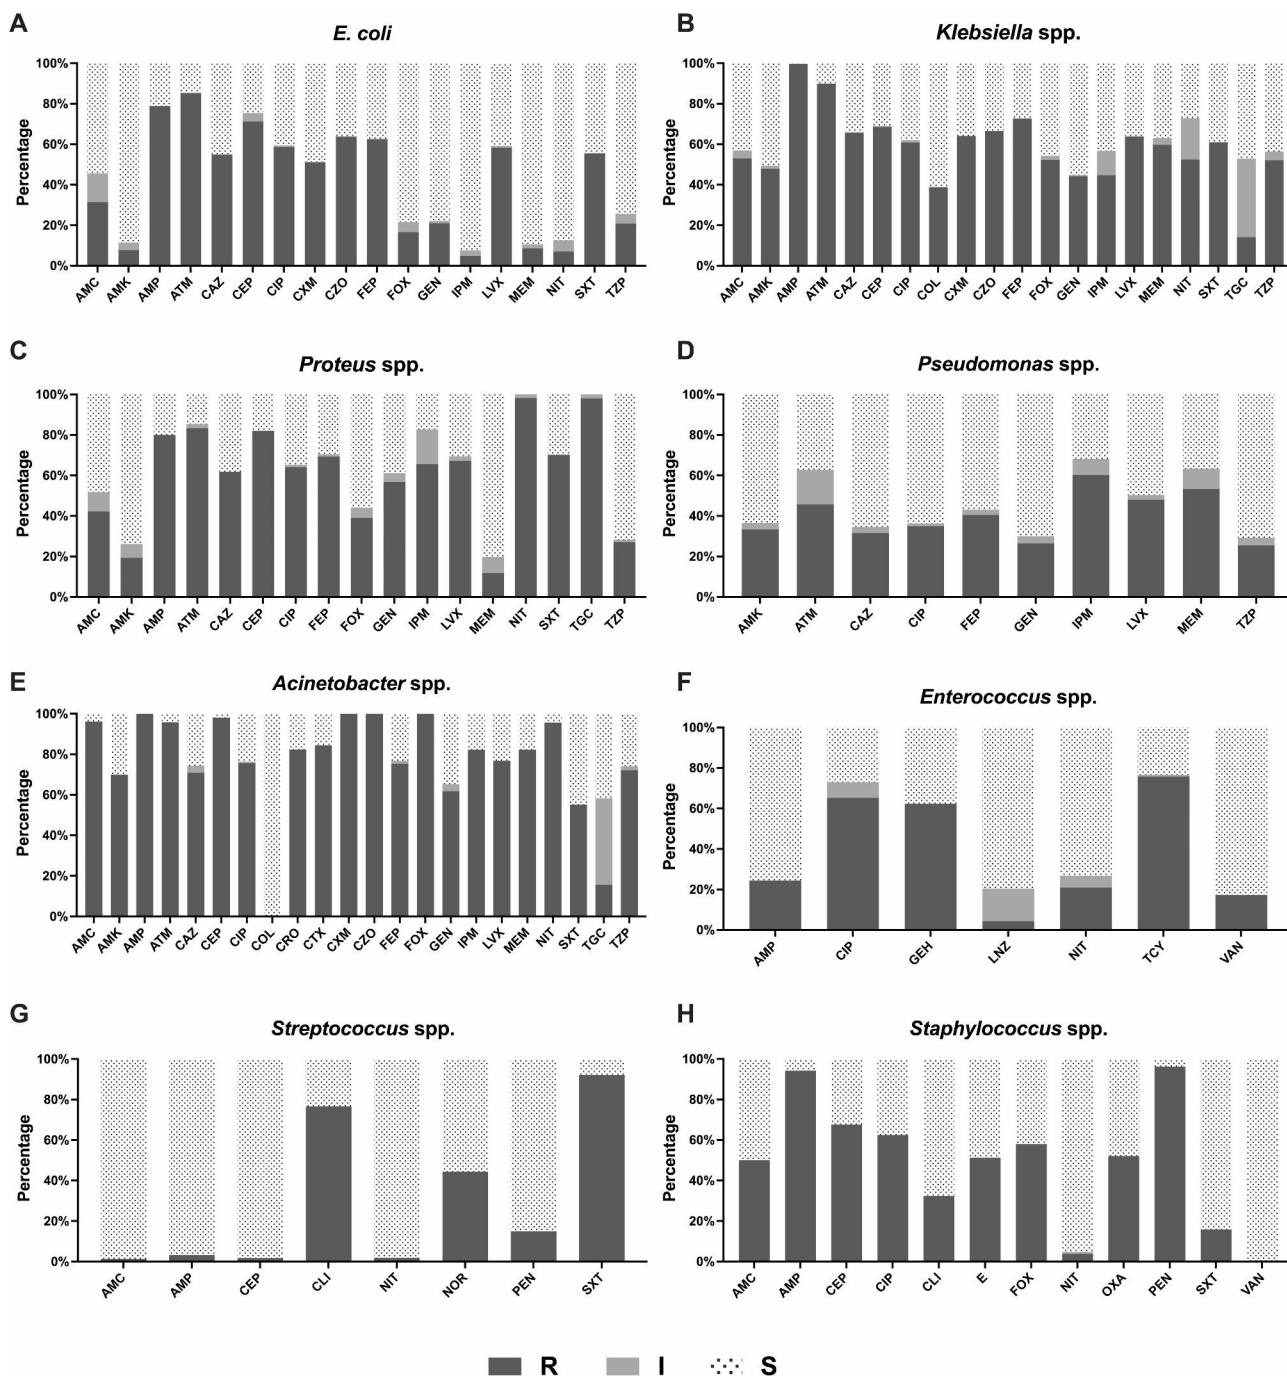 A
E. coli
Percentage
100%
80%
60%
40%
20%
0%
AMC AMK AMP ATM CAZ CEP CIP CXM CZO FEP FOX GEN IPM LVX MEM NIT SXT TZP
B
Klebsiella spp.
Percentage
100%
80%
60%
40%
20%
0%
AMC AMK AMP ATM CAZ CEP CIP COL CXM CZO FEP FOX GEN IPM LVX MEM NIT SXT TGC TZP
C
Proteus spp.
Percentage
100%
80%
60%
40%
20%
0%
AMC AMK AMP ATM CAZ CEP CIP FEP FOX GEN IPM LVX MEM NIT SXT TGC TZP
D
Pseudomonas spp.
Percentage
100%
80%
60%
40%
20%
0%
AMK ATM CAZ CIP FEP GEN IPM LVX MEM TZP
E
Acinetobacter spp.
Percentage
100%
80%
60%
40%
20%
0%
AMC AMK AMP ATM CAZ CEP CIP COL CRO CTX CXM CZO FEP FOX GEN IPM LVX MEM NIT SXT TGC TZP
F
Enterococcus spp.
Percentage
100%
80%
60%
40%
20%
0%
AMP CIP GEH LNZ NIT TCY VAN
G
Streptococcus spp.
Percentage
100%
80%
60%
40%
20%
0%
AMC AMP CEP CLI NIT NOR PEN SXT
H
Staphylococcus spp.
Percentage
100%
80%
60%
40%
20%
0%
AMC AMP CEP CIP CLI E FOX NIT OXA PEN SXT VAN
R I S